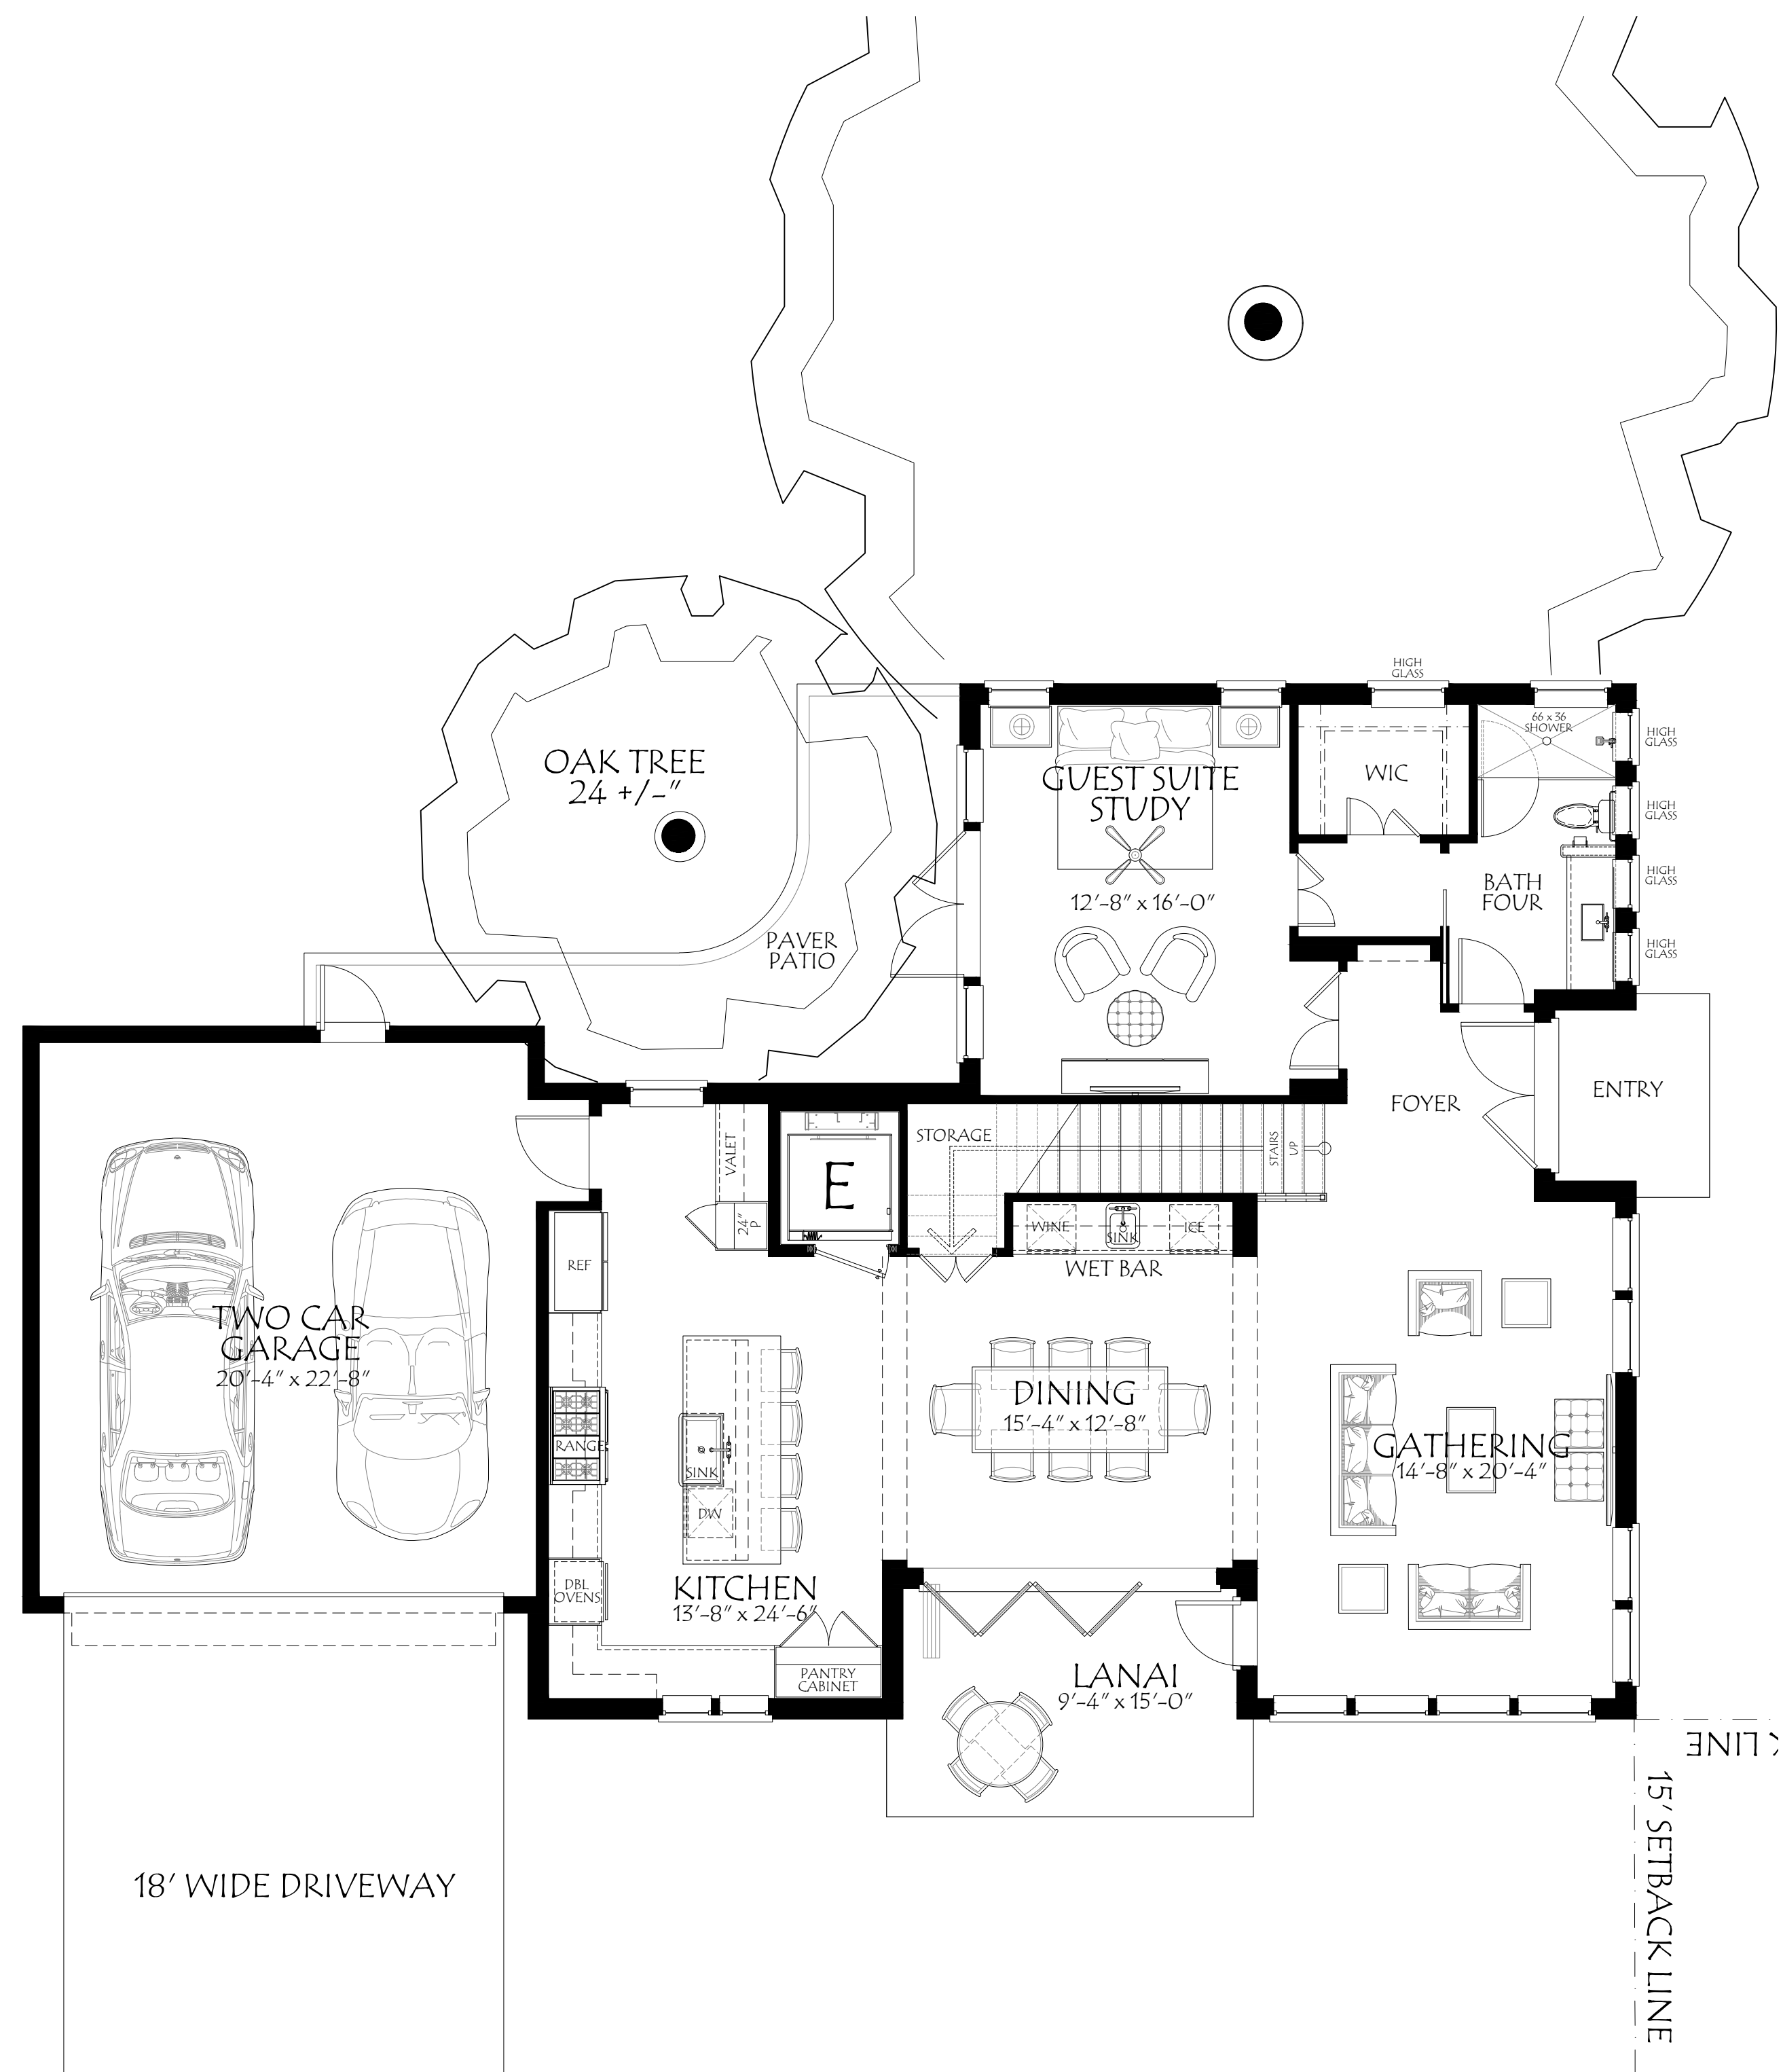 HIGH
GLASS
66 x 36
SHOWER
HIGH
GLASS
OAK TREE
24 +/-"
GUEST SUITE
STUDY
12'-8" x 16'-0"
WIC
HIGH
GLASS
BATH
FOUR
HIGH
GLASS
PAVER
PATIO
HIGH
GLASS
ENTRY
FOYER
STORAGE
STAIRS
UP
VALET
E
24"
P
WINE
SINK
ICE
WET BAR
REF
TWO CAR
GARAGE
20'-4" x 22'-8"
DINING
15'-4" x 12'-8"
RANGE
SINK
DW
GATHERING
14'-8" x 20'-4"
DBL
OVENS
KITCHEN
13'-8" x 24'-6"
PANTRY
CABINET
LANAI
9'-4" x 15'-0"
LINE
15' SETBACK LINE
18' WIDE DRIVEWAY